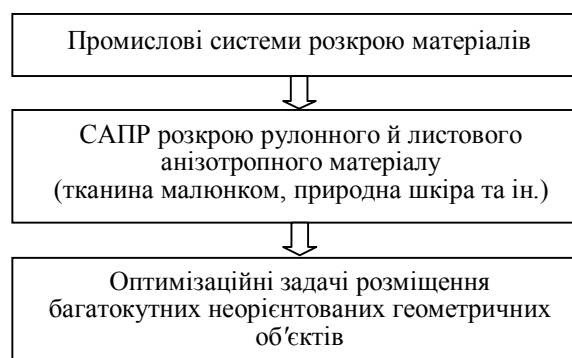 Промислові системи розкрою матеріалів
САПР розкрою рулонного й листового
анізотропного матеріалу
(тканина малюнком, природна шкіра та ін.)
Оптимізаційні задачі розміщення
багатокутних неорієнтованих геометричних
об'єктів